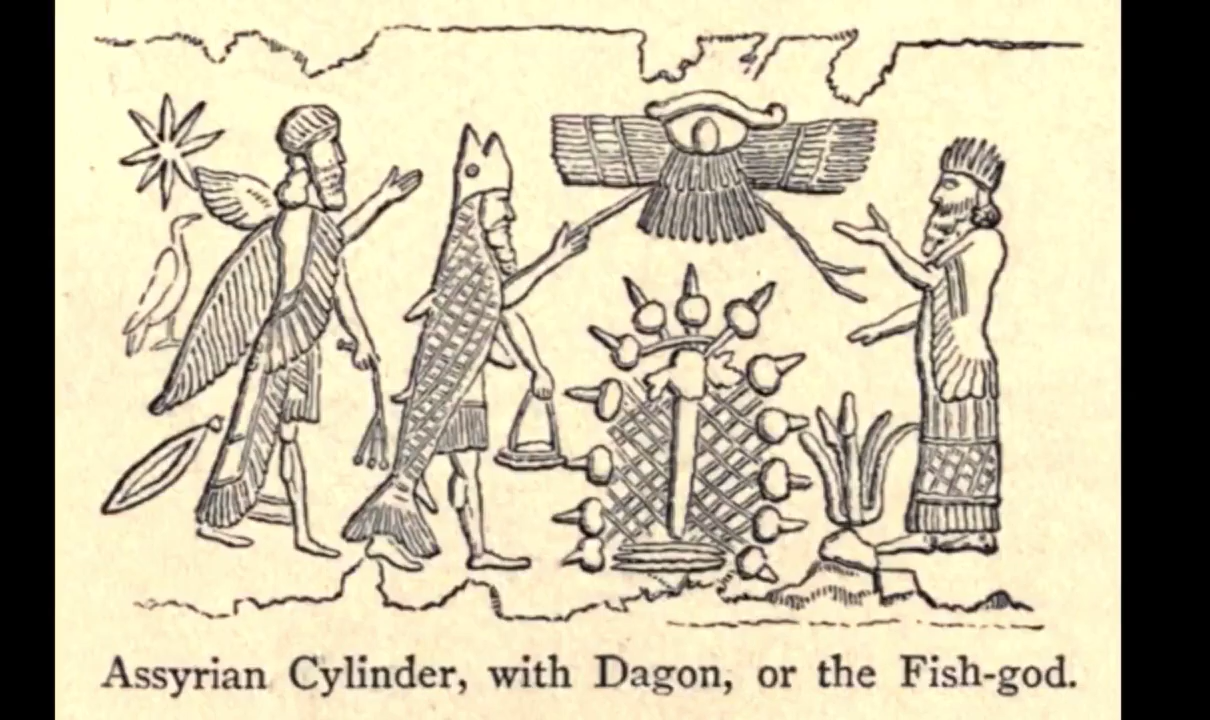 Assyrian Cylinder, with Dagon, or the Fish-god.